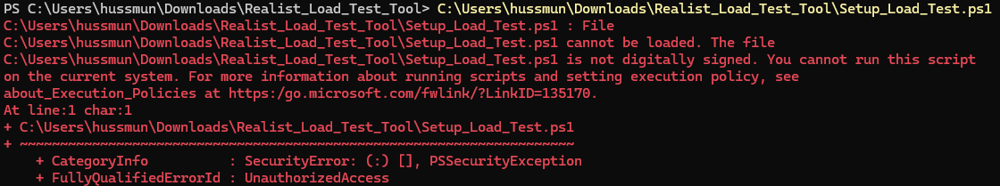 PS C:\Users\hussmun\Downloads\Realist_Load_Test_Tool> C:\Users\hussmun\Downloads\Realist_Load_Test_Tool\Setup_Load_Test.ps1
C:\Users\hussmun\Downloads\Realist_Load_Test_Tool\Setup_Load_Test.ps1 : File
C:\Users\hussmun\Downloads\Realist_Load_Test_Tool\Setup_Load_Test.ps1 cannot be loaded. The file
C:\Users\hussmun\Downloads\Realist_Load_Test_Tool\Setup_Load_Test.ps1 is not digitally signed. You cannot run this script
on the current system. For more information about running scripts and setting execution policy, see
about_Execution_Policies at https:/go.microsoft.com/fwlink/?LinkID=135170.
At line:1 char:1
+ C:\Users\hussmun\Downloads\Realist_Load_Test_Tool\Setup_Load_Test.ps1
+ ~~~~~~~~~~~~~~~~~~~~~~~~~~~~~~~~~~~~~~~~~~~~~~~~~~~~~~~~~~~~~~~~~~~~~
    + CategoryInfo          : SecurityError: (:) [], PSSecurityException
    + FullyQualifiedErrorId : UnauthorizedAccess